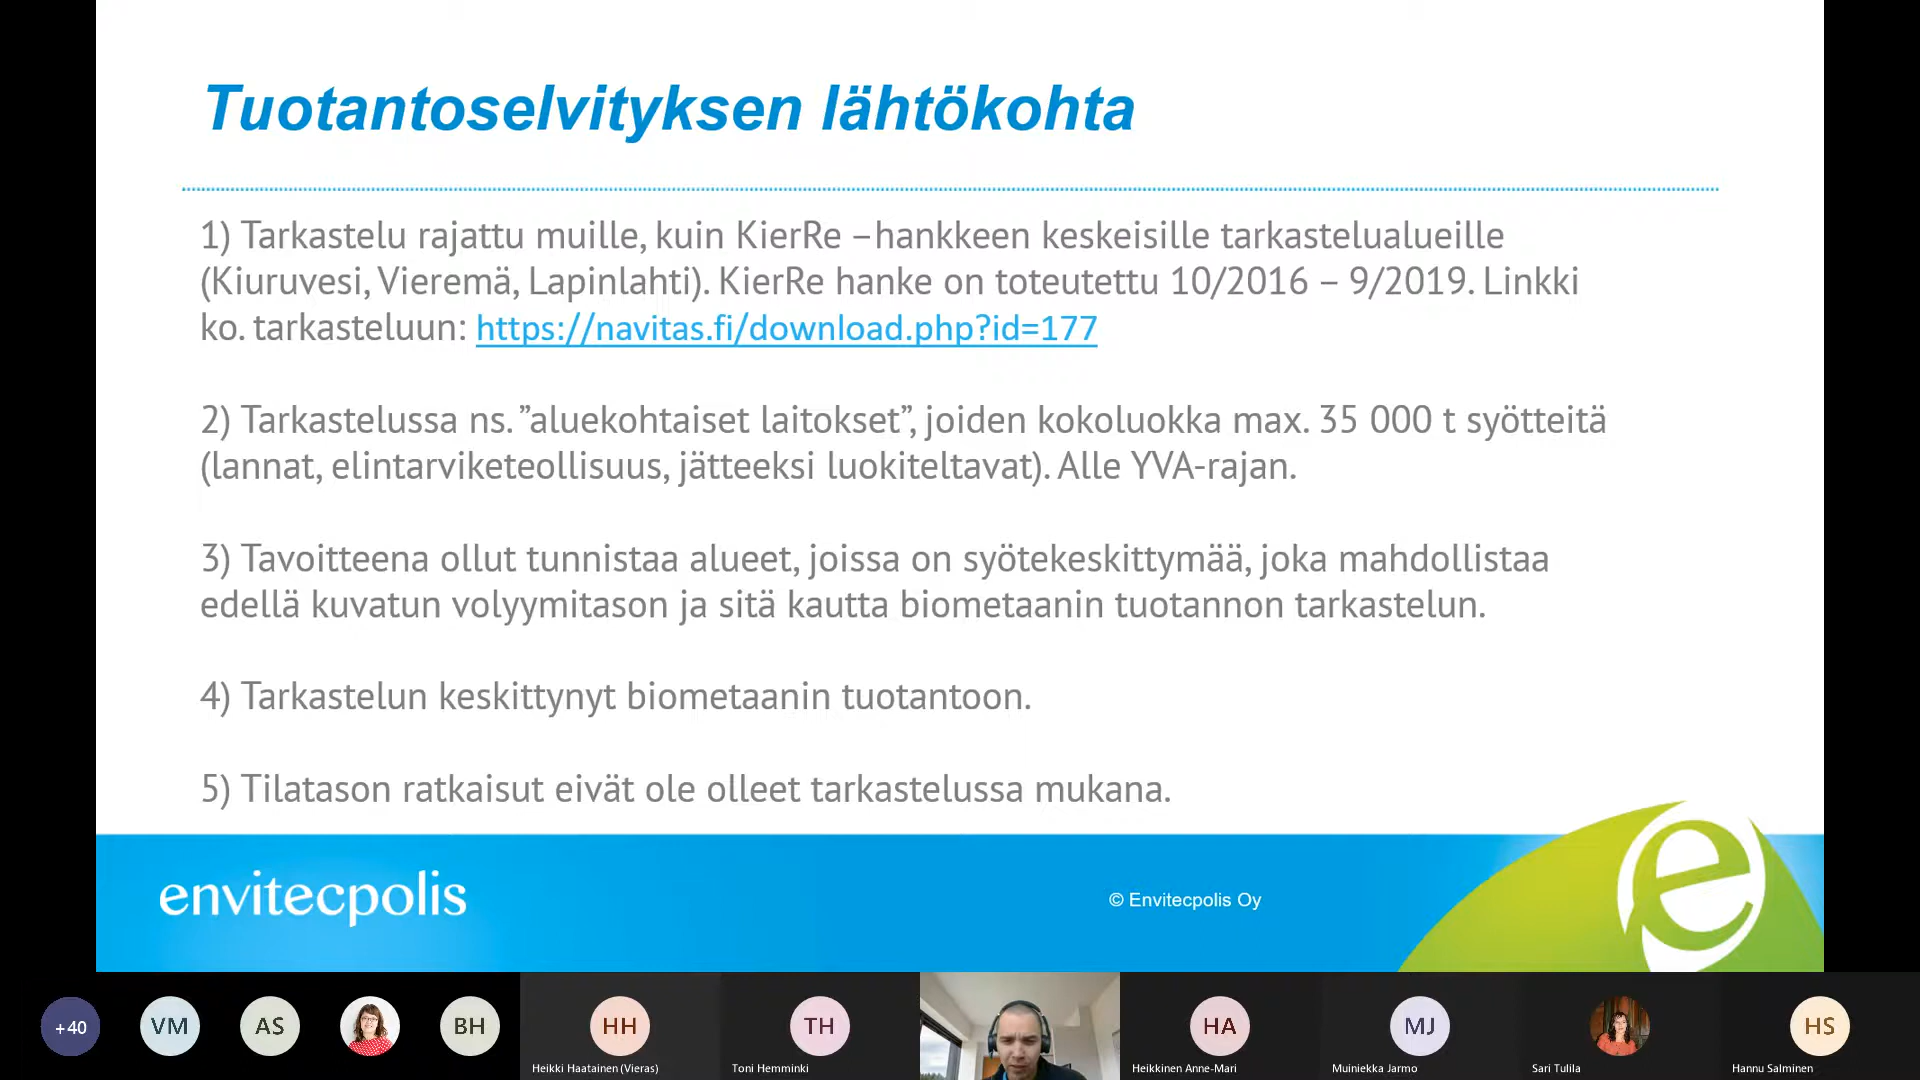 Tuotantoselvityksen lähtökohta
1) Tarkastelu rajattu muille, kuin KierRe –hankkeen keskeisille tarkastelualueille
(Kiuruvesi, Vieremä, Lapinlahti). KierRe hanke on toteutettu 10/2016 – 9/2019. Linkki
ko. tarkasteluun: https://navitas.fi/download.php?id=177
2) Tarkastelussa ns. ”aluekohtaiset laitokset”, joiden kokoluokka max. 35 000 t syötteitä
(lannat, elintarviketeollisuus, jätteeksi luokiteltavat). Alle YVA-rajan.
3) Tavoitteena ollut tunnistaa alueet, joissa on syötekeskittymää, joka mahdollistaa
edellä kuvatun volyymitason ja sitä kautta biometaanin tuotannon tarkastelun.
4) Tarkastelun keskittynyt biometaanin tuotantoon.
5) Tilatason ratkaisut eivät ole olleet tarkastelussa mukana.
envitecpolis
© Envitecpolis Oy
e
+40
VM
AS
BH
HH
TH
HA
MJ
HS
Heikki Haatainen (Vieras)
Toni Hemminki
Heikkinen Anne-Mari
Muiniekka Jarmo
Sari Tulila
Hannu Salminen